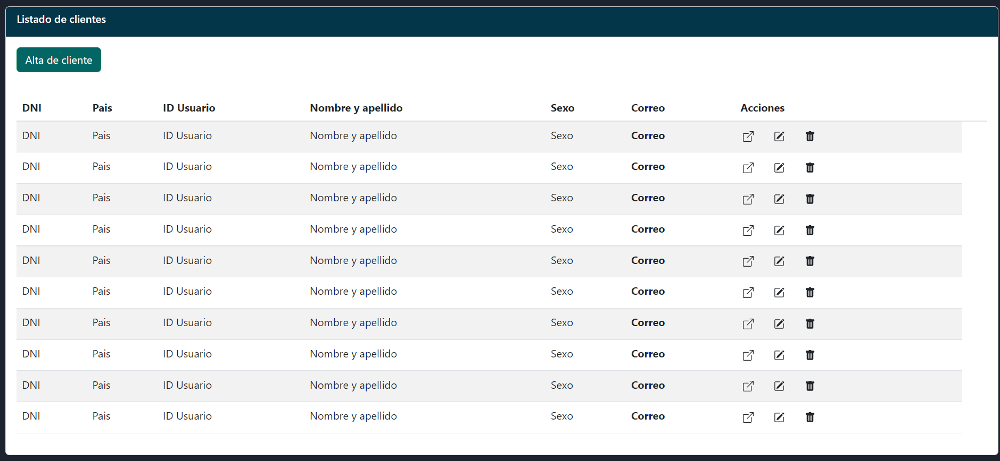 Listado de clientes
Alta de cliente
DNI Pais ID Usuario Nombre y apellido Sexo Correo Acciones
DNI Pais ID Usuario Nombre y apellido Sexo Correo
DNI Pais ID Usuario Nombre y apellido Sexo Correo
DNI Pais ID Usuario Nombre y apellido Sexo Correo
DNI Pais ID Usuario Nombre y apellido Sexo Correo
DNI Pais ID Usuario Nombre y apellido Sexo Correo
DNI Pais ID Usuario Nombre y apellido Sexo Correo
DNI Pais ID Usuario Nombre y apellido Sexo Correo
DNI Pais ID Usuario Nombre y apellido Sexo Correo
DNI Pais ID Usuario Nombre y apellido Sexo Correo
DNI Pais ID Usuario Nombre y apellido Sexo Correo